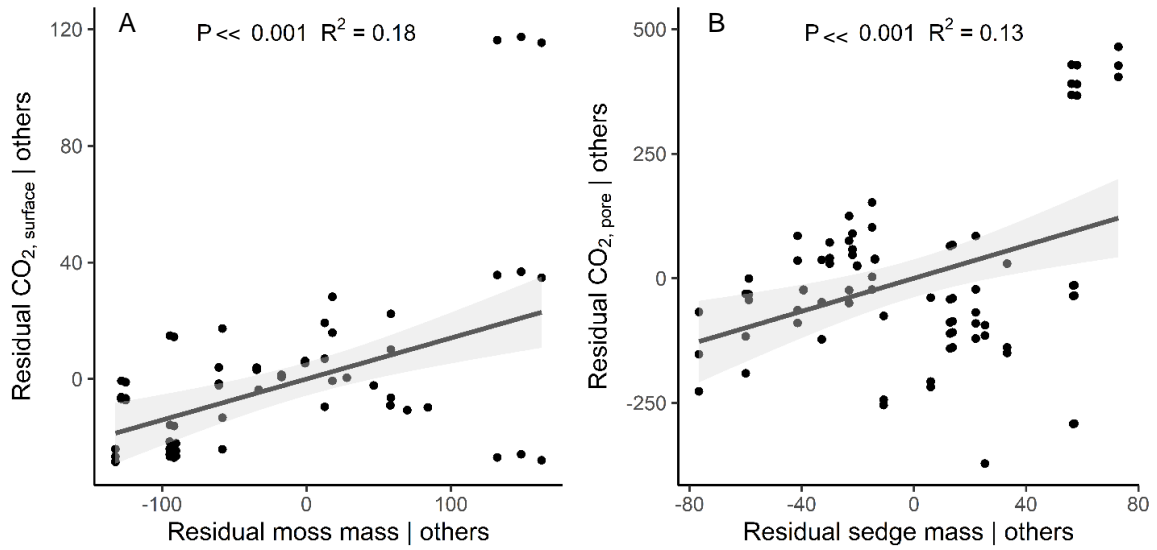 A
P << 0.001 R² = 0.18
120
80
40
0
-100
0
100
Residual CO₂, surface | others
Residual moss mass | others
B
P << 0.001 R² = 0.13
500
250
0
-250
-80
-40
0
40
80
Residual CO₂, pore | others
Residual sedge mass | others